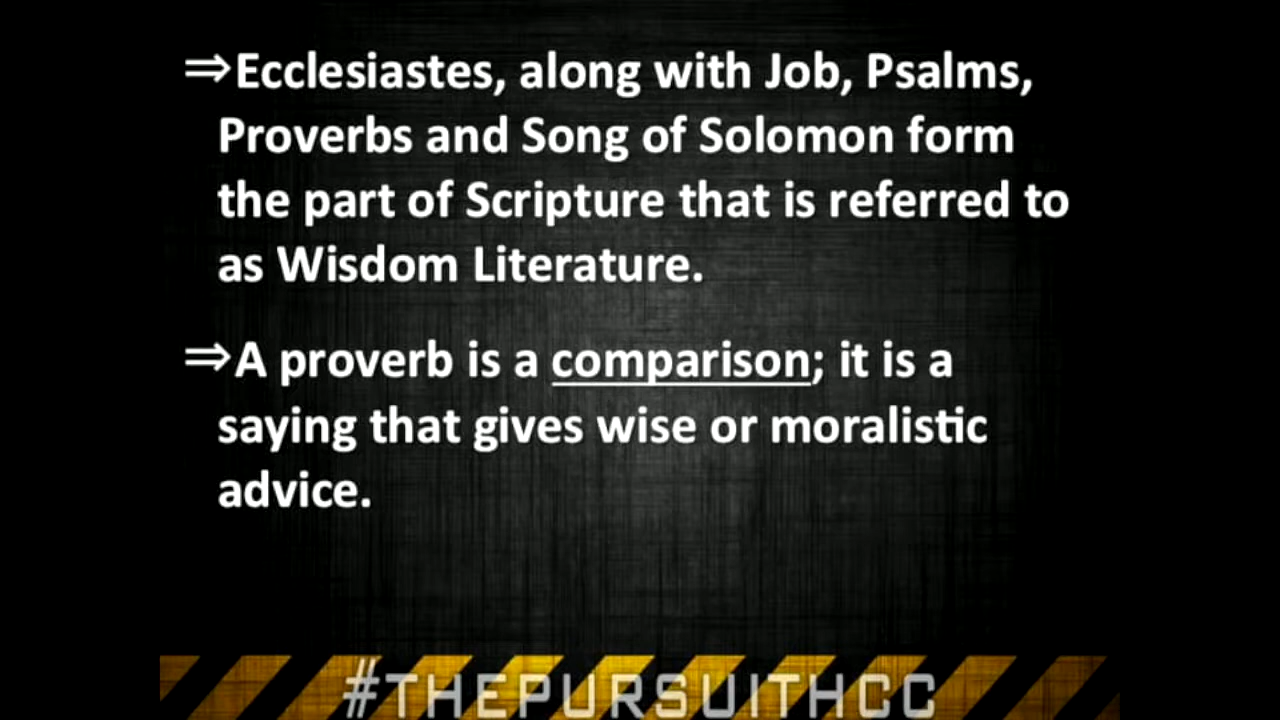 ⇒Ecclesiastes, along with Job, Psalms,
Proverbs and Song of Solomon form
the part of Scripture that is referred to
as Wisdom Literature.
⇒A proverb is a comparison; it is a
saying that gives wise or moralistic
advice.
#THEPURSUITHCC